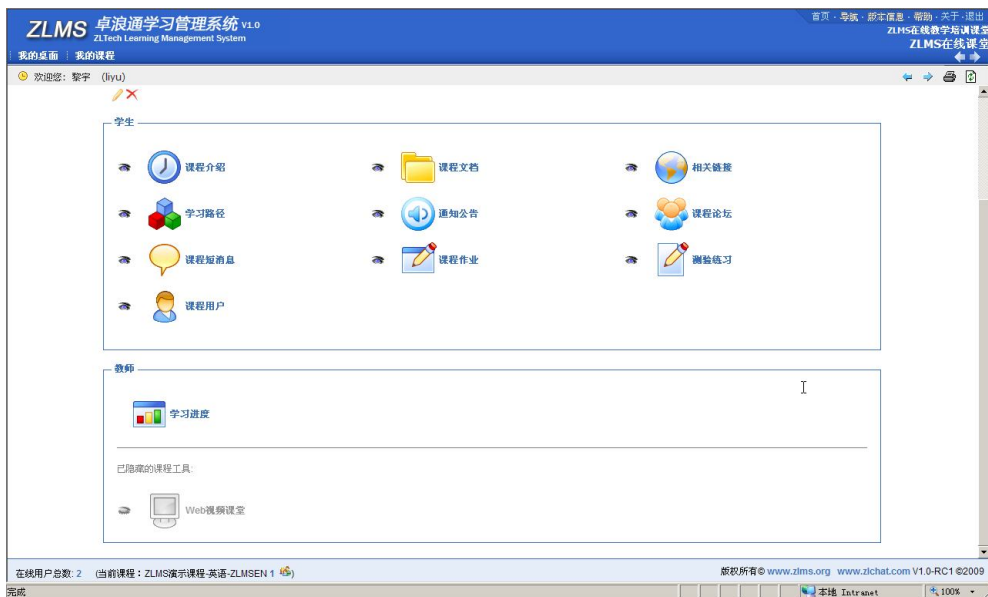 首页 · 导航 · 版本信息 · 帮助 · 关于 · 退出
ZLMS 卓浪通学习管理系统 V1.0
ZLTech Learning Management System
ZLMS在线教学培训课堂
ZLMS在线课堂
我的桌面 我的课程
欢迎您: 黎宇 (liyu)
学生
课程介绍 课程文档 相关链接
学习路径 通知公告 课程论坛
课程短消息 课程作业 测验练习
课程用户
教师
学习进度
已隐藏的课程工具:
Web视频课堂
在线用户总数: 2 (当前课程：ZLMS演示课程-英语-ZLMSEN 1 )
版权所有© www.zlms.org www.zlchat.com V1.0-RC1 ©2009
完成 本地 Intranet 100%